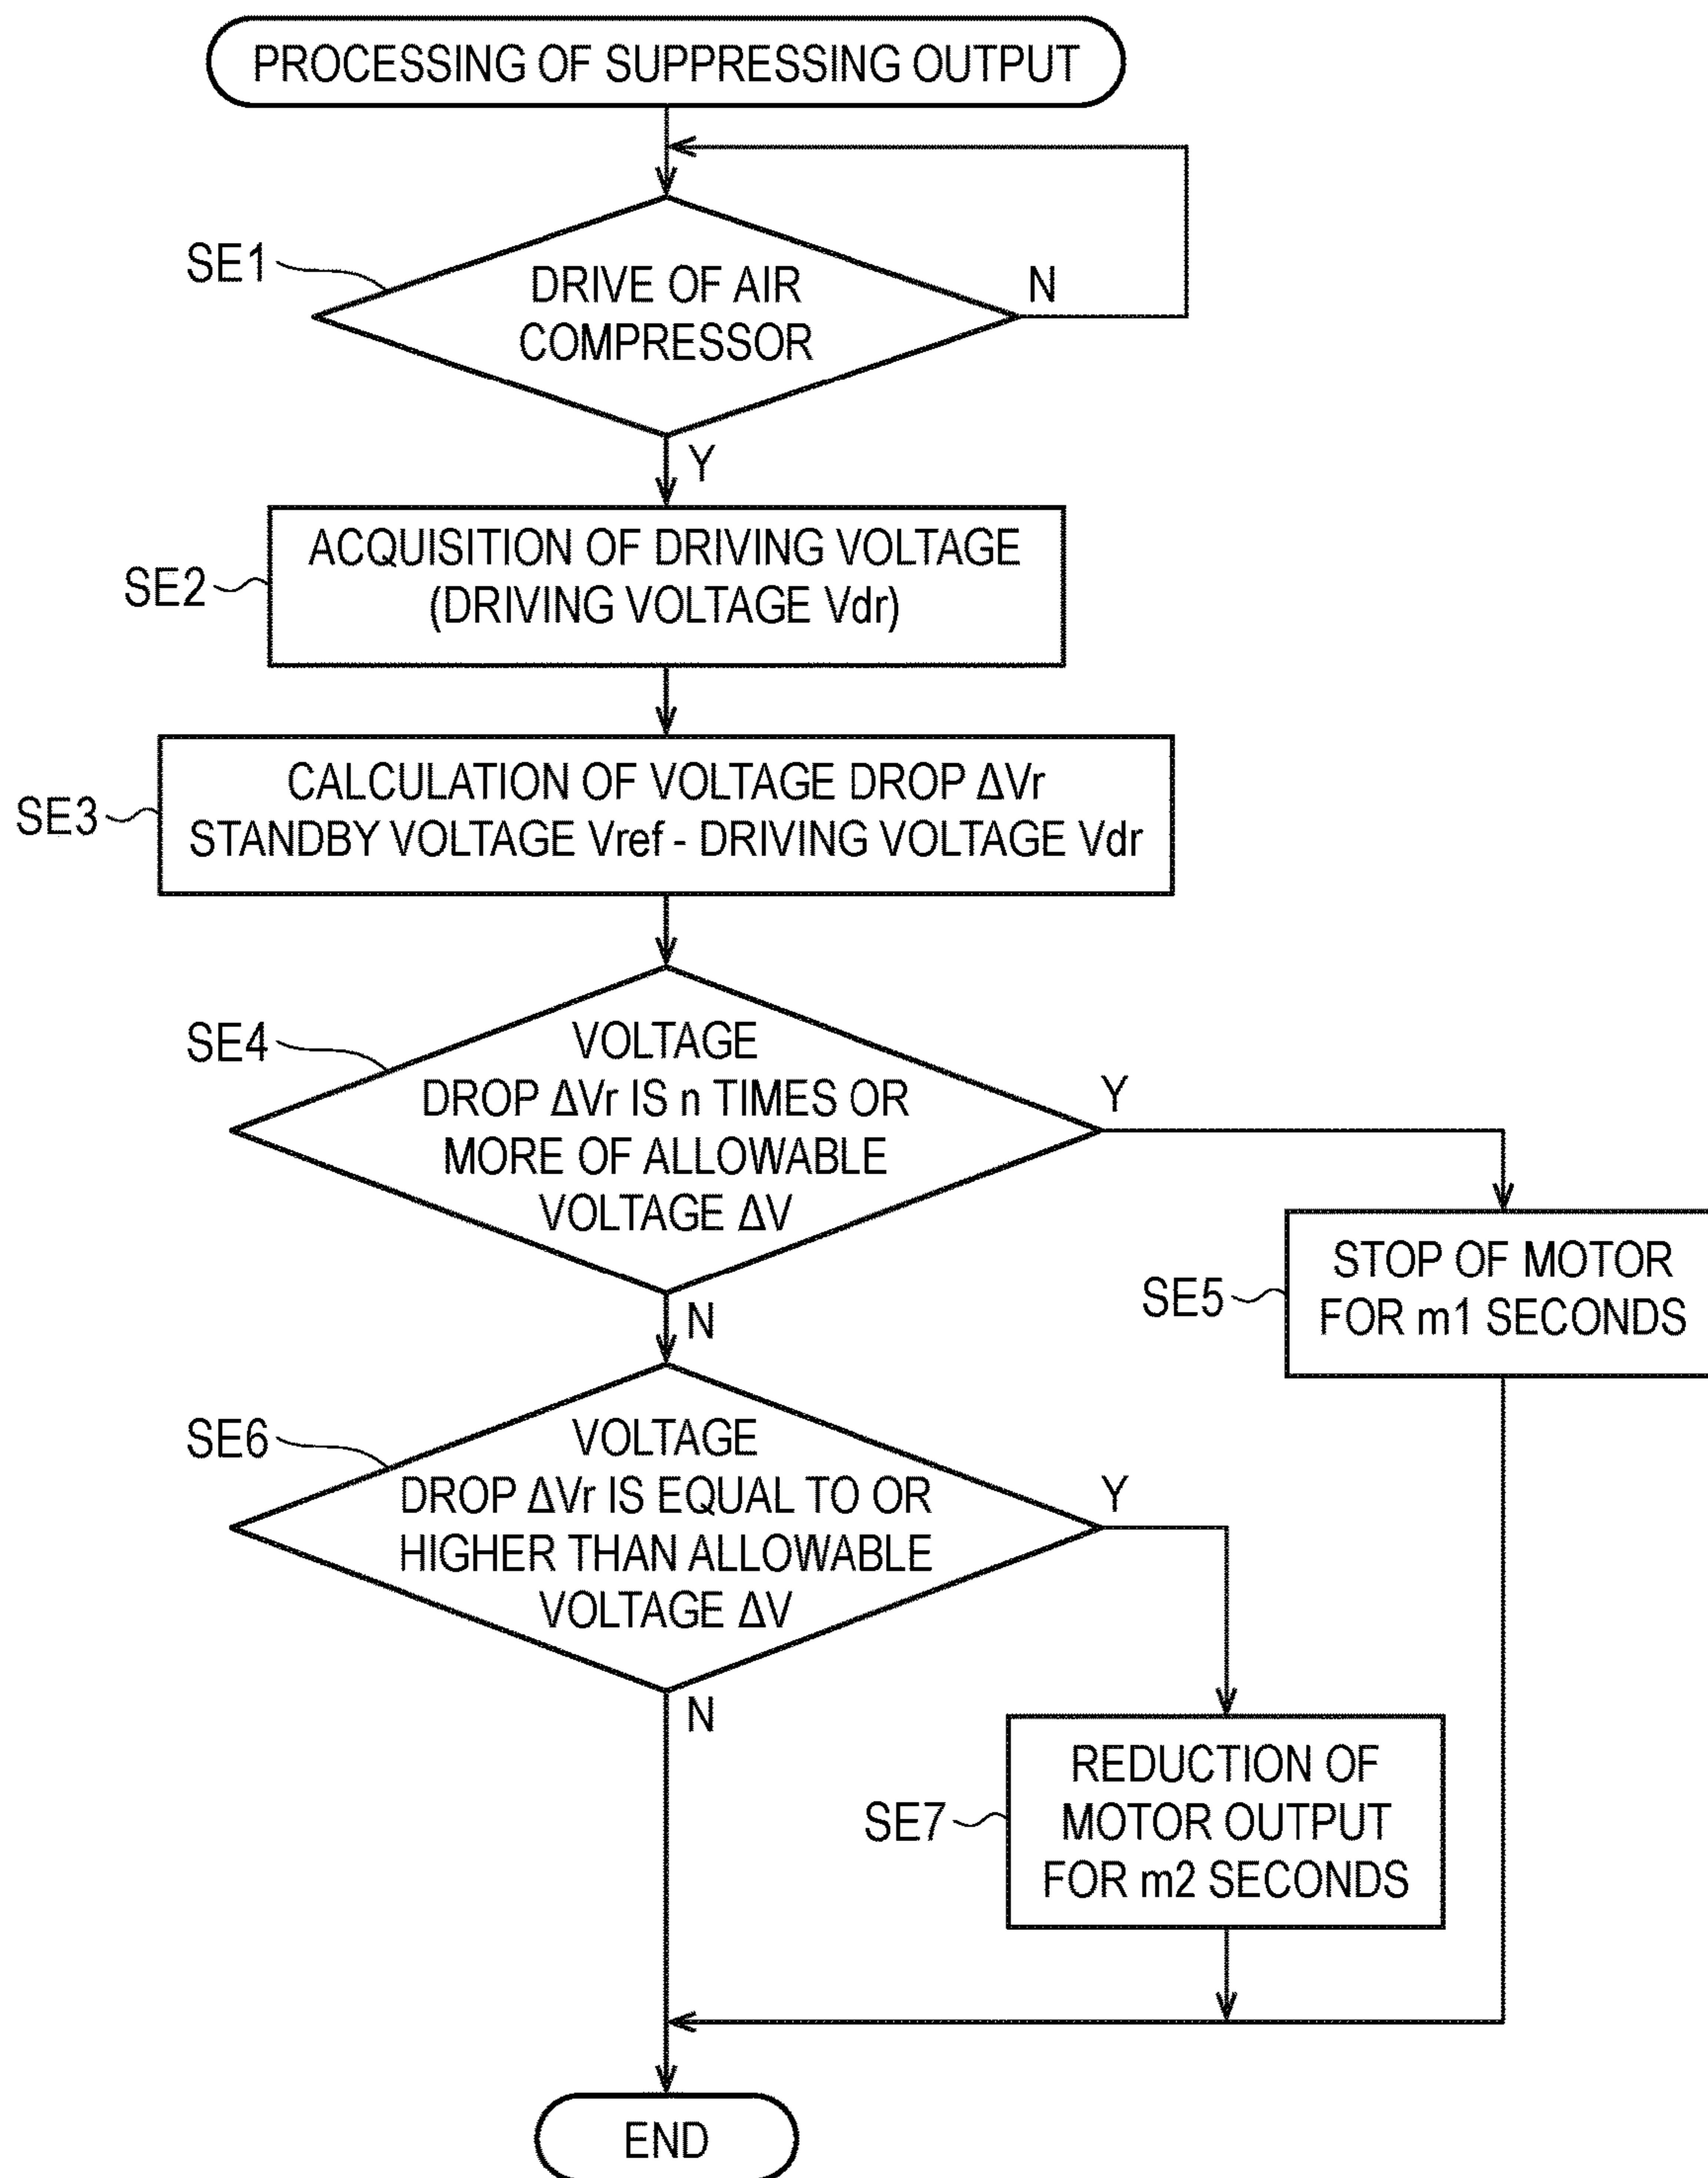 PROCESSING OF SUPPRESSING OUTPUT
SE1
DRIVE OF AIR
COMPRESSOR
N
Y
SE2
ACQUISITION OF DRIVING VOLTAGE
(DRIVING VOLTAGE Vdr)
SE3
CALCULATION OF VOLTAGE DROP ΔVr
STANDBY VOLTAGE Vref - DRIVING VOLTAGE Vdr
SE4
VOLTAGE
DROP ΔVr IS n TIMES OR
MORE OF ALLOWABLE
VOLTAGE ΔV
Y
N
SE5
STOP OF MOTOR
FOR m1 SECONDS
SE6
VOLTAGE
DROP ΔVr IS EQUAL TO OR
HIGHER THAN ALLOWABLE
VOLTAGE ΔV
Y
N
SE7
REDUCTION OF
MOTOR OUTPUT
FOR m2 SECONDS
END